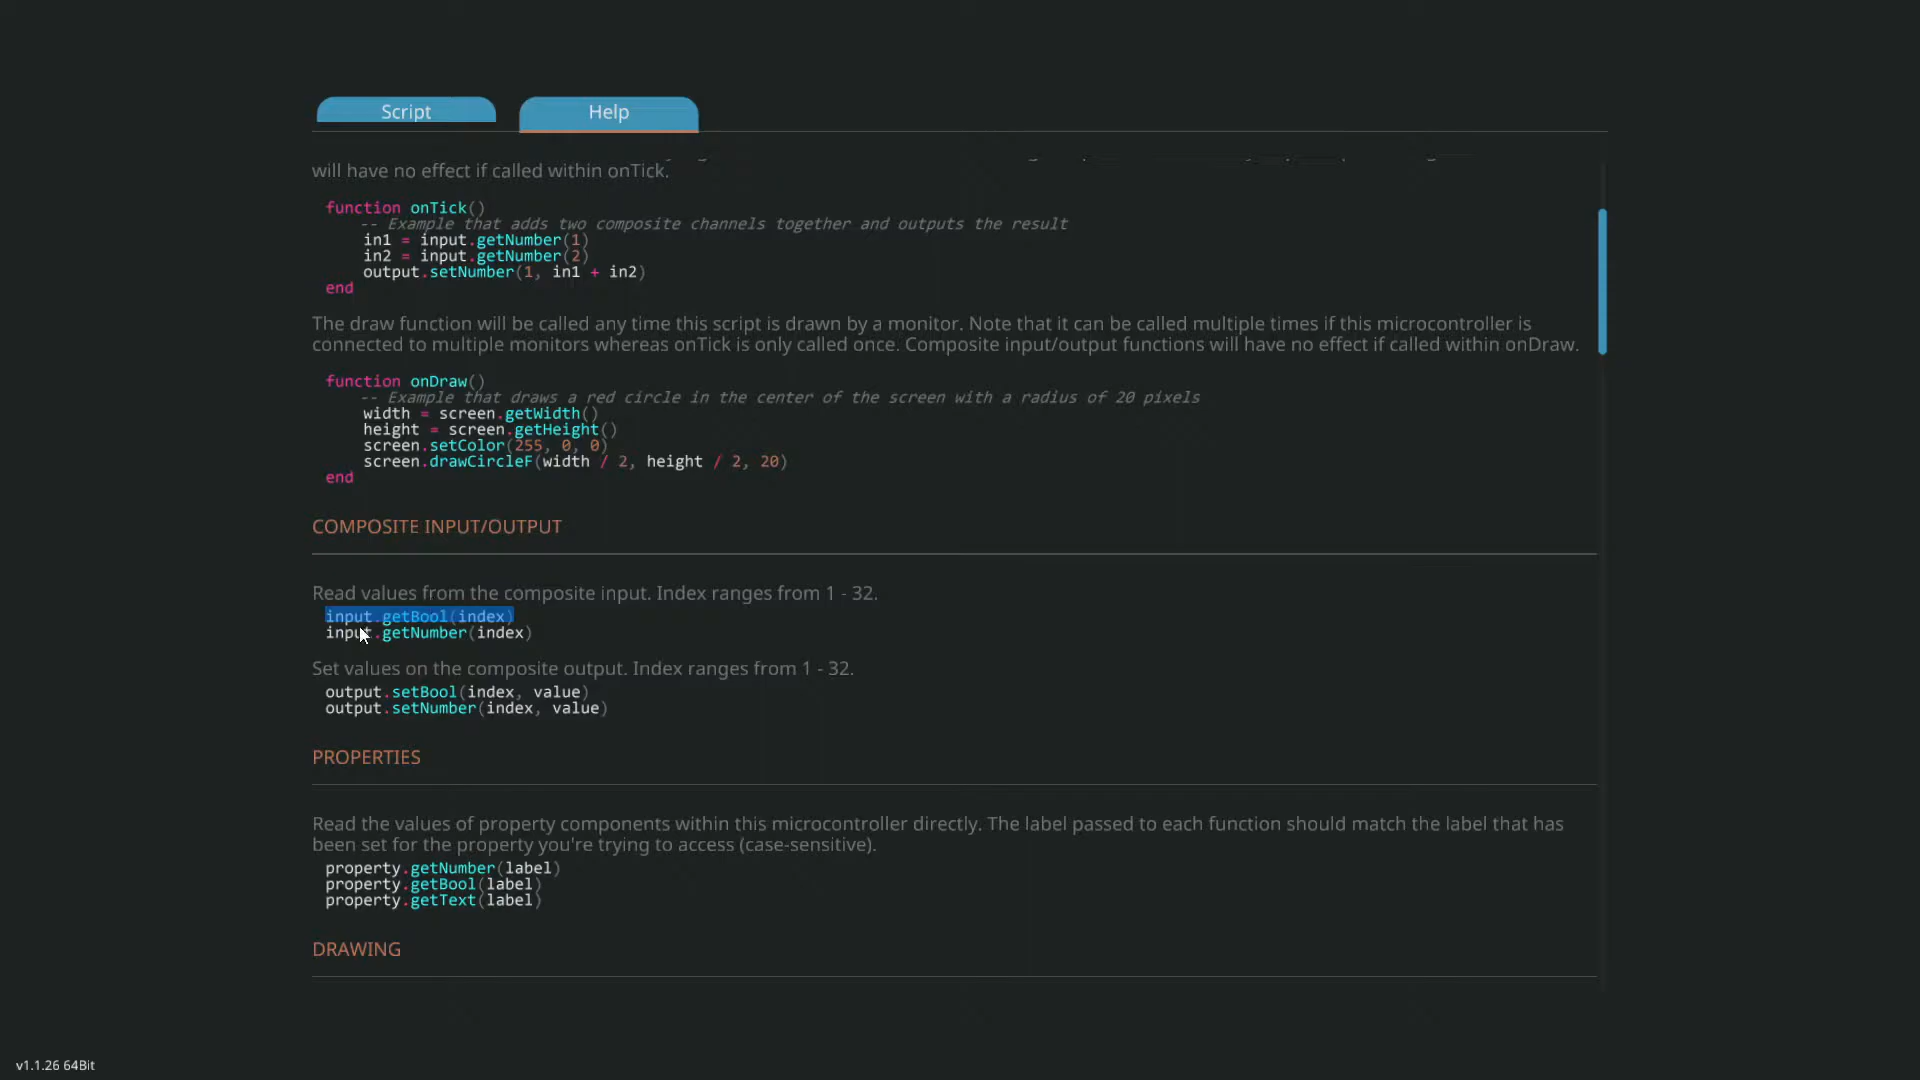 Script
Help
will have no effect if called within onTick.
function onTick()
-- Example that adds two composite channels together and outputs the result
in1 = input.getNumber(1)
in2 = input.getNumber(2)
output.setNumber(1, in1 + in2)
end
The draw function will be called any time this script is drawn by a monitor. Note that it can be called multiple times if this microcontroller is
connected to multiple monitors whereas onTick is only called once. Composite input/output functions will have no effect if called within onDraw.
function onDraw()
-- Example that draws a red circle in the center of the screen with a radius of 20 pixels
width = screen.getWidth()
height = screen.getHeight()
screen.setColor(255, 0, 0)
screen.drawCircleF(width / 2, height / 2, 20)
end
COMPOSITE INPUT/OUTPUT
Read values from the composite input. Index ranges from 1 - 32.
input.getBool(index)
input.getNumber(index)
Set values on the composite output. Index ranges from 1 - 32.
output.setBool(index, value)
output.setNumber(index, value)
PROPERTIES
Read the values of property components within this microcontroller directly. The label passed to each function should match the label that has
been set for the property you're trying to access (case-sensitive).
property.getNumber(label)
property.getBool(label)
property.getText(label)
DRAWING
v1.1.26 64Bit